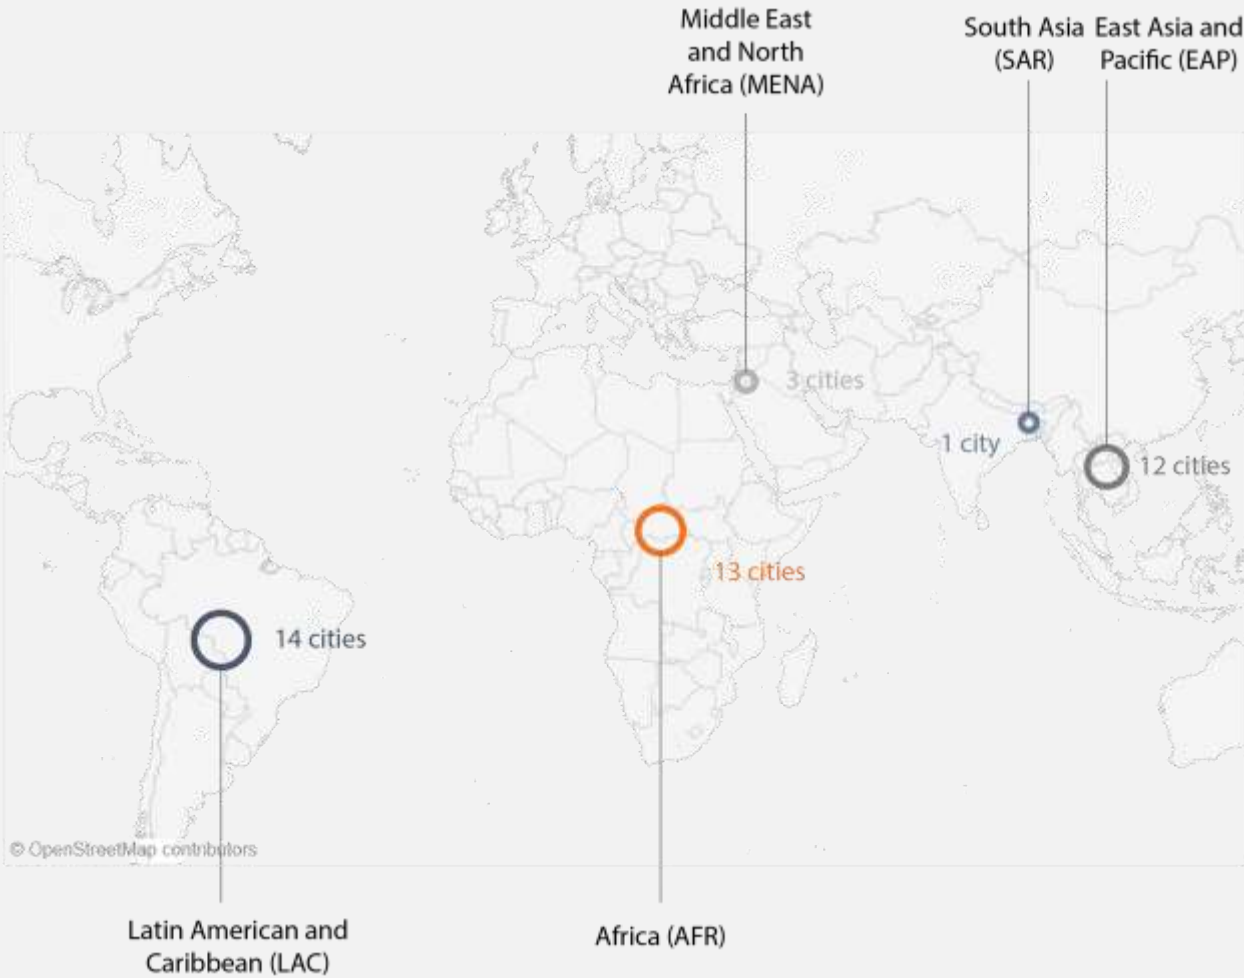 Middle East
and North
Africa (MENA)
South Asia
(SAR)
East Asia and
Pacific (EAP)
3 cities
1 city
12 cities
13 cities
14 cities
© OpenStreetMap contributors
Latin American and
Caribbean (LAC)
Africa (AFR)